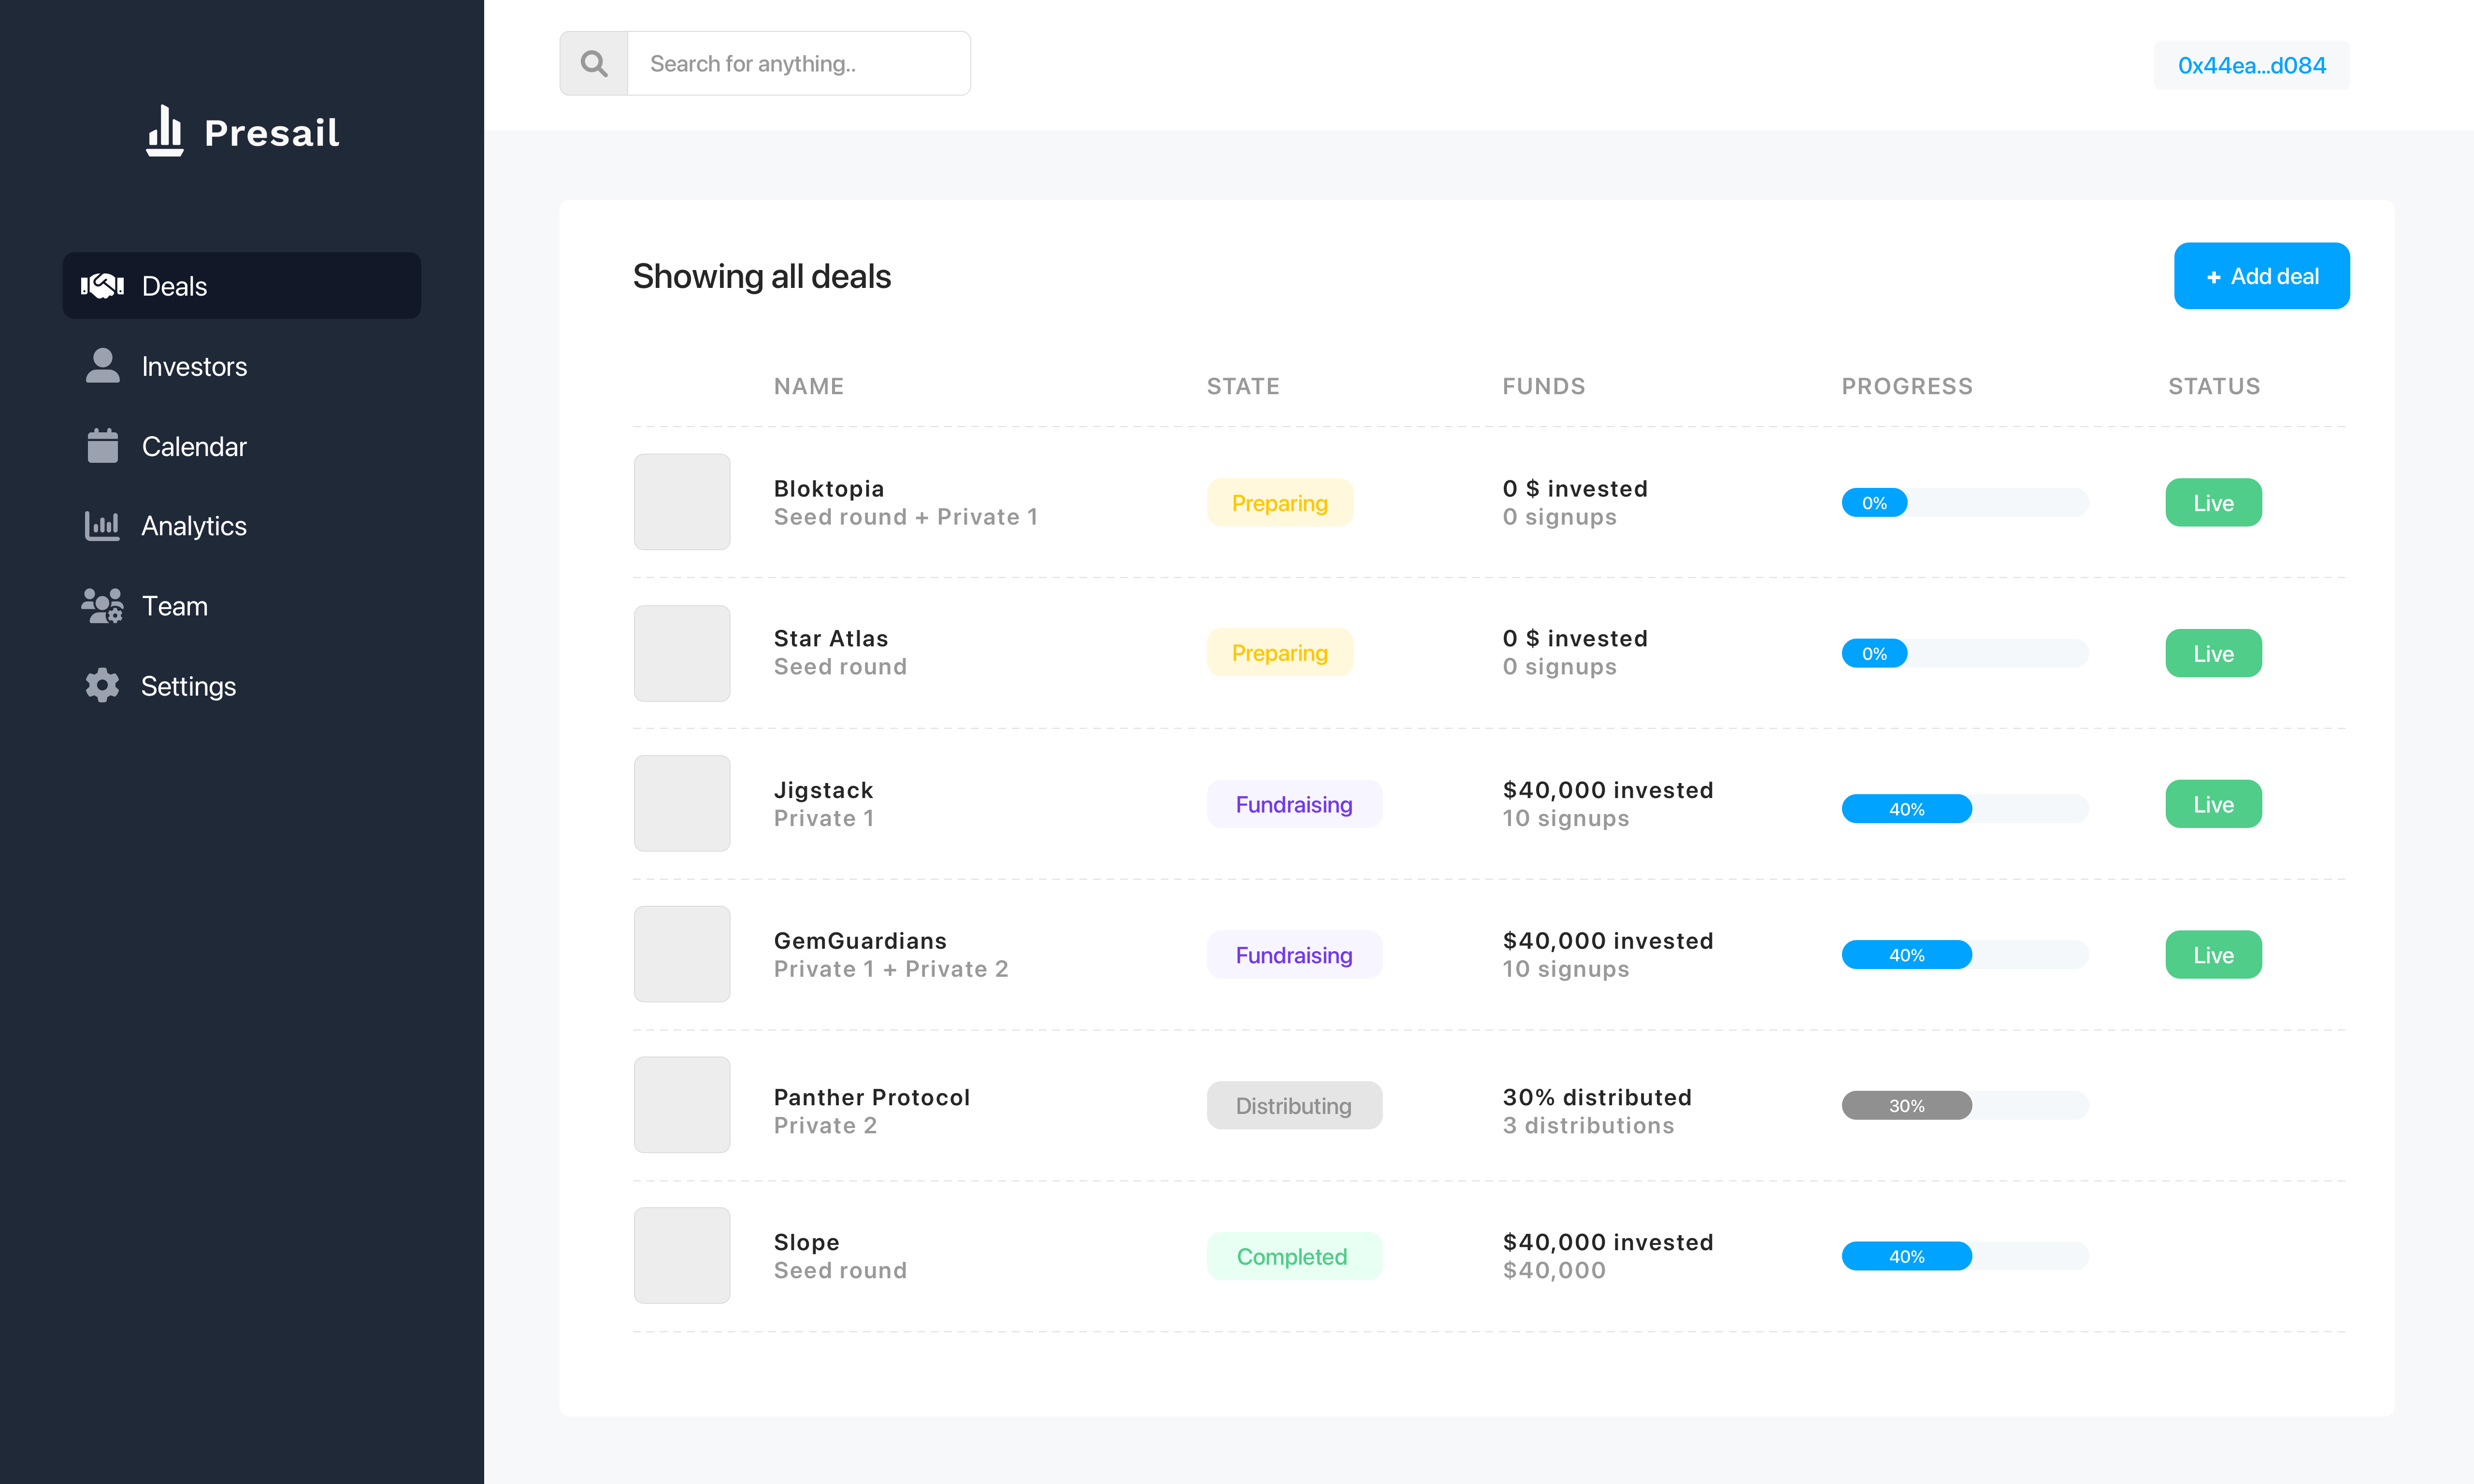 Presail
Deals
Investors
Calendar
Analytics
Team
Settings
Search for anything..
0x44ea...d084
Showing all deals
+ Add deal
NAME STATE FUNDS PROGRESS STATUS
Bloktopia
Seed round + Private 1
Preparing
0 $ invested
0 signups
0%
Live
Star Atlas
Seed round
Preparing
0 $ invested
0 signups
0%
Live
Jigstack
Private 1
Fundraising
$40,000 invested
10 signups
40%
Live
GemGuardians
Private 1 + Private 2
Fundraising
$40,000 invested
10 signups
40%
Live
Panther Protocol
Private 2
Distributing
30% distributed
3 distributions
30%
Slope
Seed round
Completed
$40,000 invested
$40,000
40%